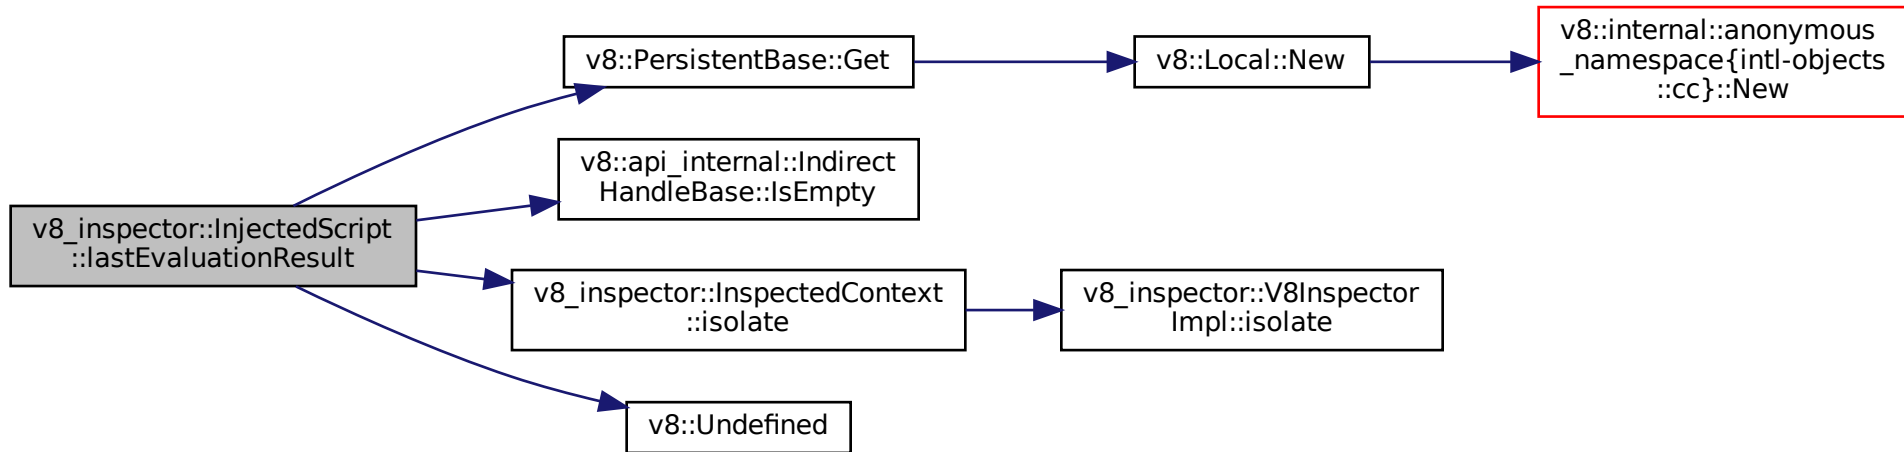 v8_inspector::InjectedScript
::lastEvaluationResult
v8::PersistentBase::Get
v8::Local::New
v8::internal::anonymous
_namespace{intl-objects
::cc}::New
v8::api_internal::Indirect
HandleBase::IsEmpty
v8_inspector::InspectedContext
::isolate
v8_inspector::V8Inspector
Impl::isolate
v8::Undefined